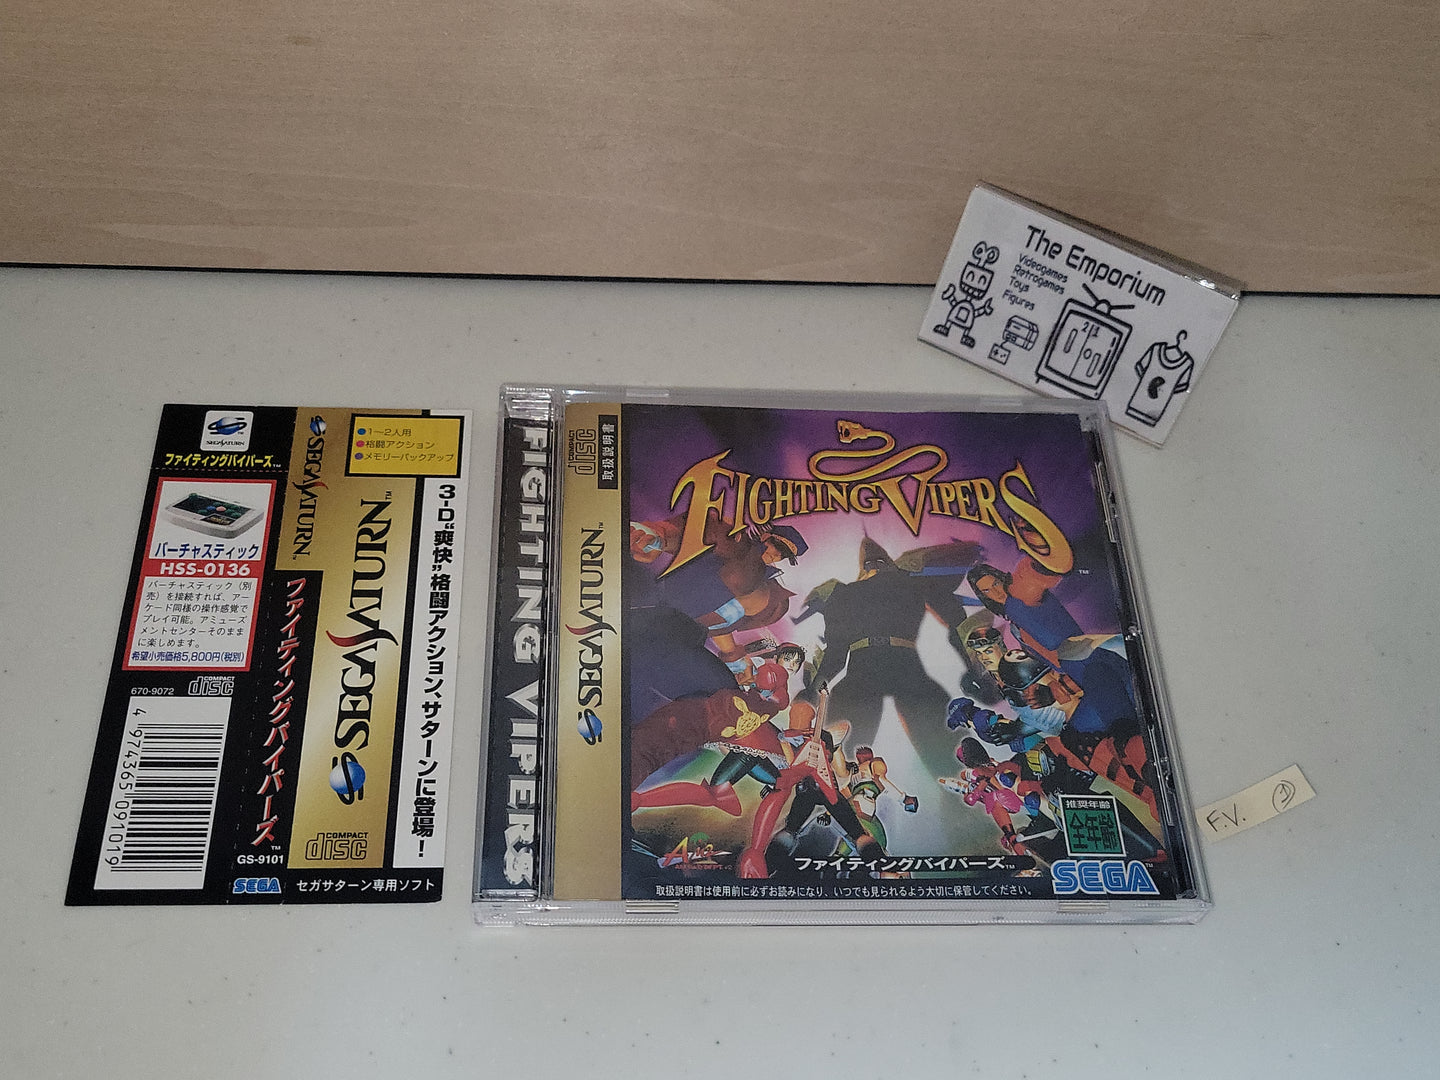 The Emporium
Videogames
Retrogames
Toys
Figures
SEGA SATURN
ファイティングバイパーズ™
バーチャスティック
HSS-0136
バーチャスティック(別
売)を接続すれば、アー
ケード同様の操作感覚で
プレイ可能。アミューズ
メントセンターそのまま
に楽しめます。
希望小売価格5,800円(税別)
670-9072
COMPACT
disc
4 974365 091019
SEGA SATURN™
ファイティングバイパーズ™
GS-9101
SEGA
●1〜2人用
●格闘アクション
●メモリーバックアップ
SEGA SATURN™
COMPACT
disc
セガサターン専用ソフト
3-D“爽快”格闘アクション、サターンに登場!
FIGHTING VIPERS
COMPACT
disc
取扱説明書
SEGA SATURN™
FIGHTING VIPERS
™
推奨年齢
全年齢
ファイティングバイパーズ™
SEGA™
取扱説明書は使用前に必ずお読みになり、いつでも見られるよう大切に保管してください。
F.V.